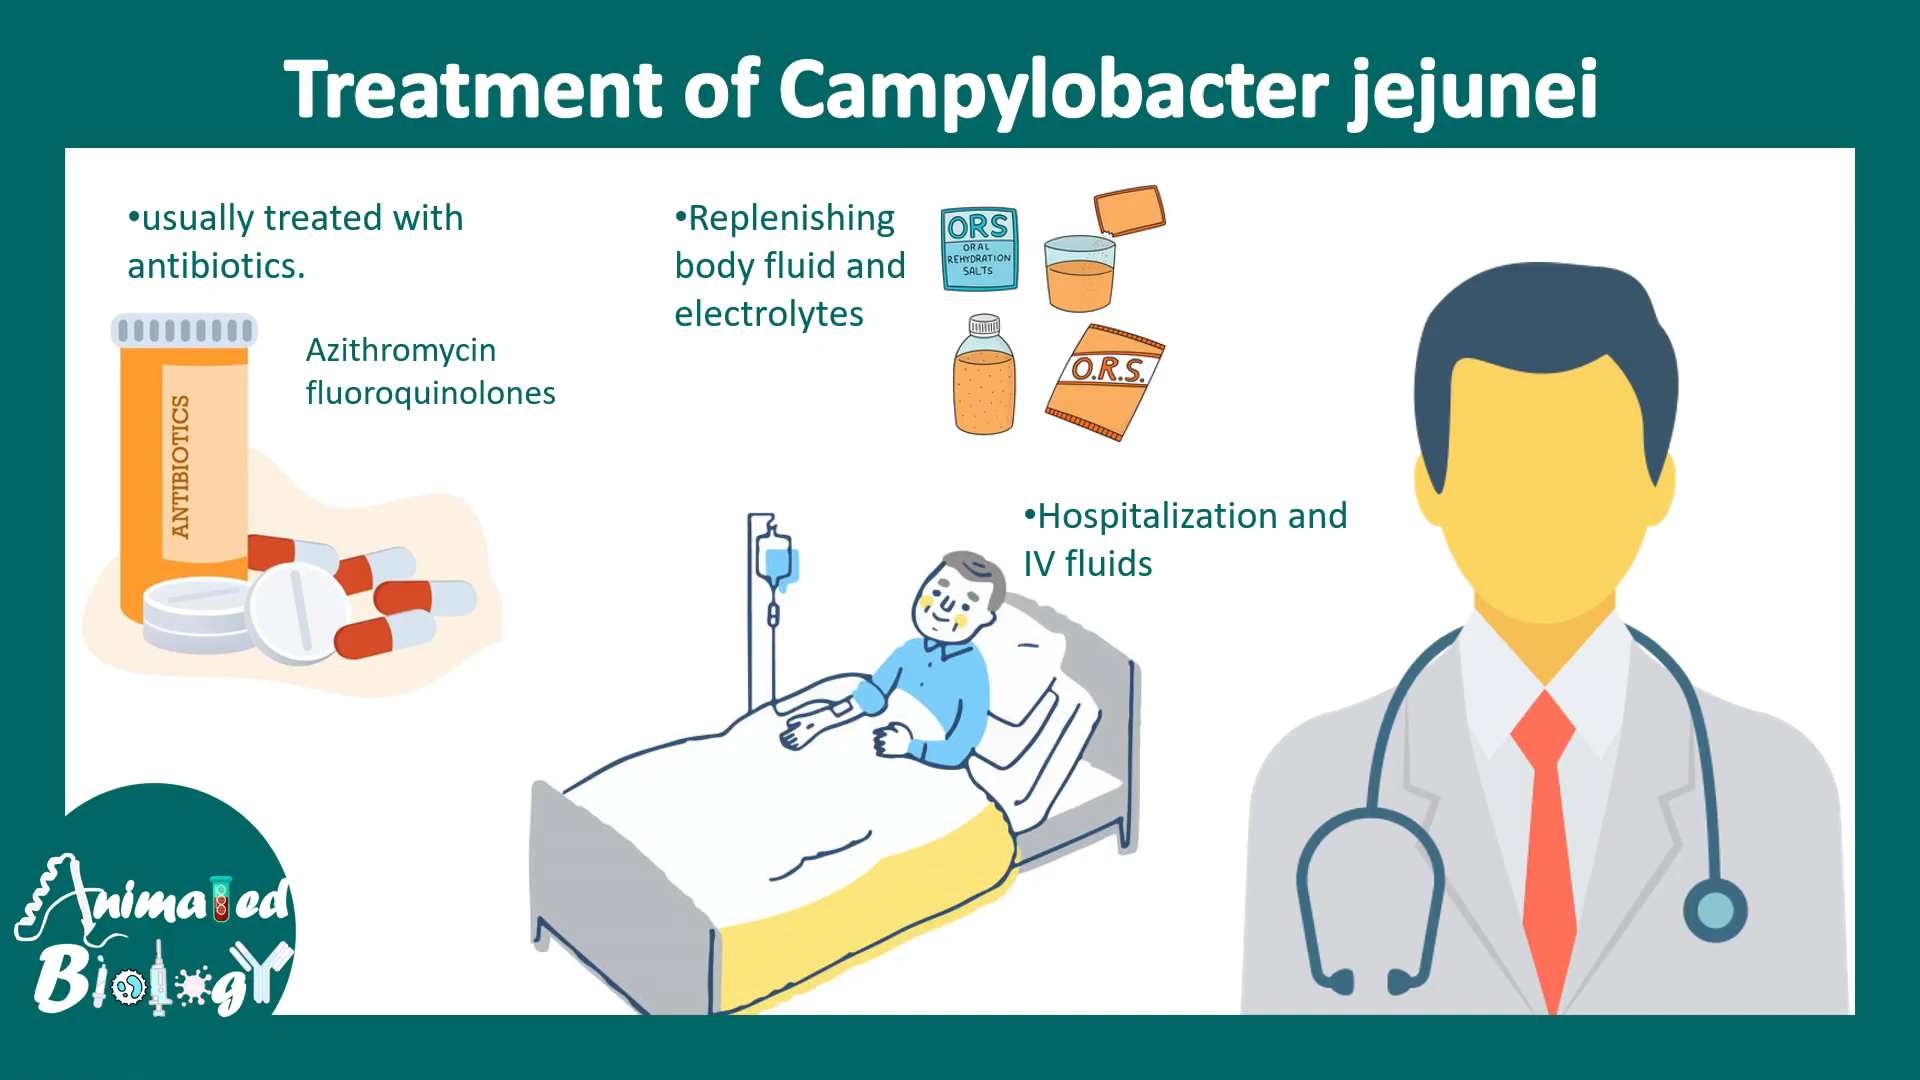 Treatment of Campylobacter jejunei
•usually treated with
antibiotics.
Azithromycin
fluoroquinolones
ANTIBIOTICS
•Replenishing
body fluid and
electrolytes
ORS
ORAL
REHYDRATION
SALTS
O.R.S.
•Hospitalization and
IV fluids
Animated
Biology